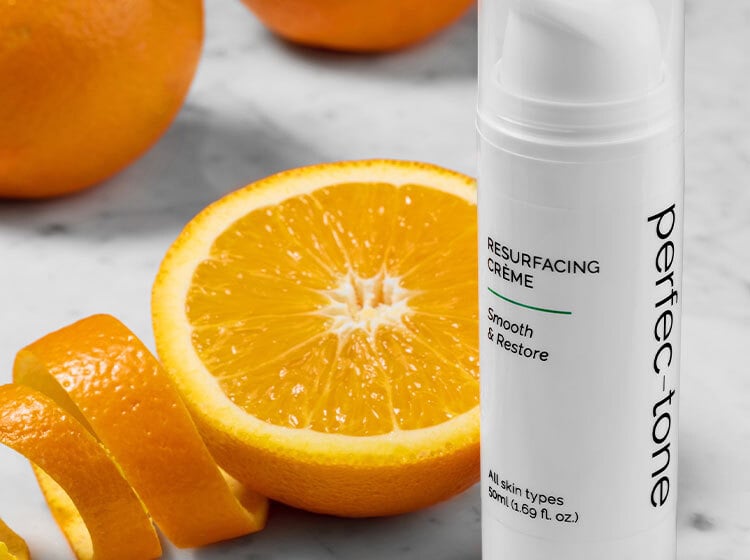 RESURFACING
CRÈME
Smooth
& Restore
perfec-tone
All skin types
50ml (1.69 fl. oz.)